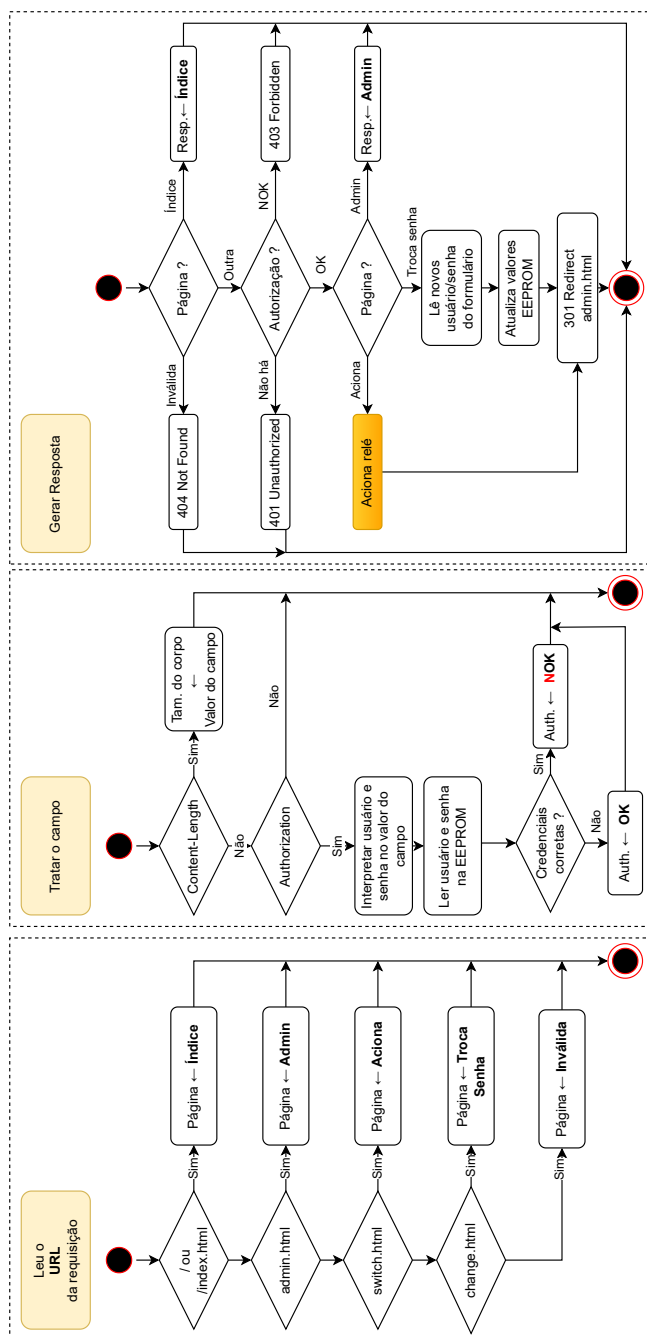 Leu o
URL
da requisição
/ ou
/index.html
Sim
Página ← Índice
admin.html
Sim
Página ← Admin
switch.html
Sim
Página ← Aciona
change.html
Sim
Página ← Troca
Senha
Sim
Página ← Inválida
Tratar o campo
Content-Length
Sim
Tam. do corpo
←
Valor do campo
Não
Authorization
Não
Sim
Interpretar usuário e
senha no valor do
campo
Ler usuário e senha
na EEPROM
Credenciais
corretas ?
Sim
Auth. ← NOK
Não
Auth. ← OK
Gerar Resposta
Página ?
Inválida
404 Not Found
Índice
Resp.← Índice
Outra
Autorização ?
Não há
401 Unauthorized
NOK
403 Forbidden
OK
Página ?
Aciona
Aciona relé
Admin
Resp.← Admin
Troca senha
Lê novos
usuário/senha
do formulário
Atualiza valores
EEPROM
301 Redirect
admin.html